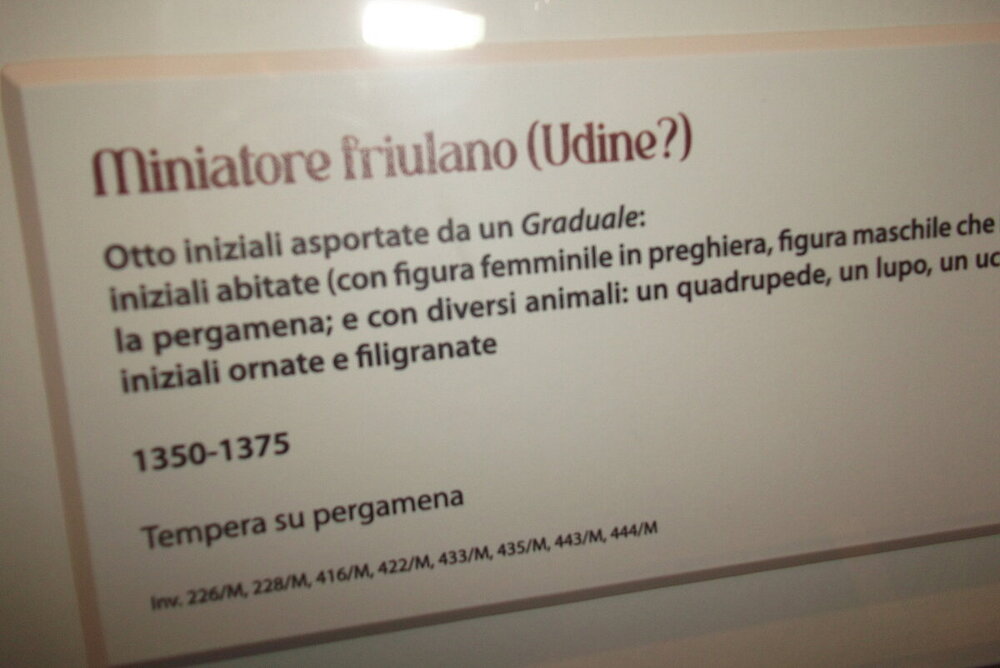 Miniatore friulano (Udine?)
Otto iniziali asportate da un Graduale:
iniziali abitate (con figura femminile in preghiera, figura maschile che
la pergamena; e con diversi animali: un quadrupede, un lupo, un
iniziali ornate e filigranate
1350-1375
Tempera su pergamena
Inv. 226/M, 228/M, 416/M, 422/M, 433/M, 435/M, 443/M, 444/M